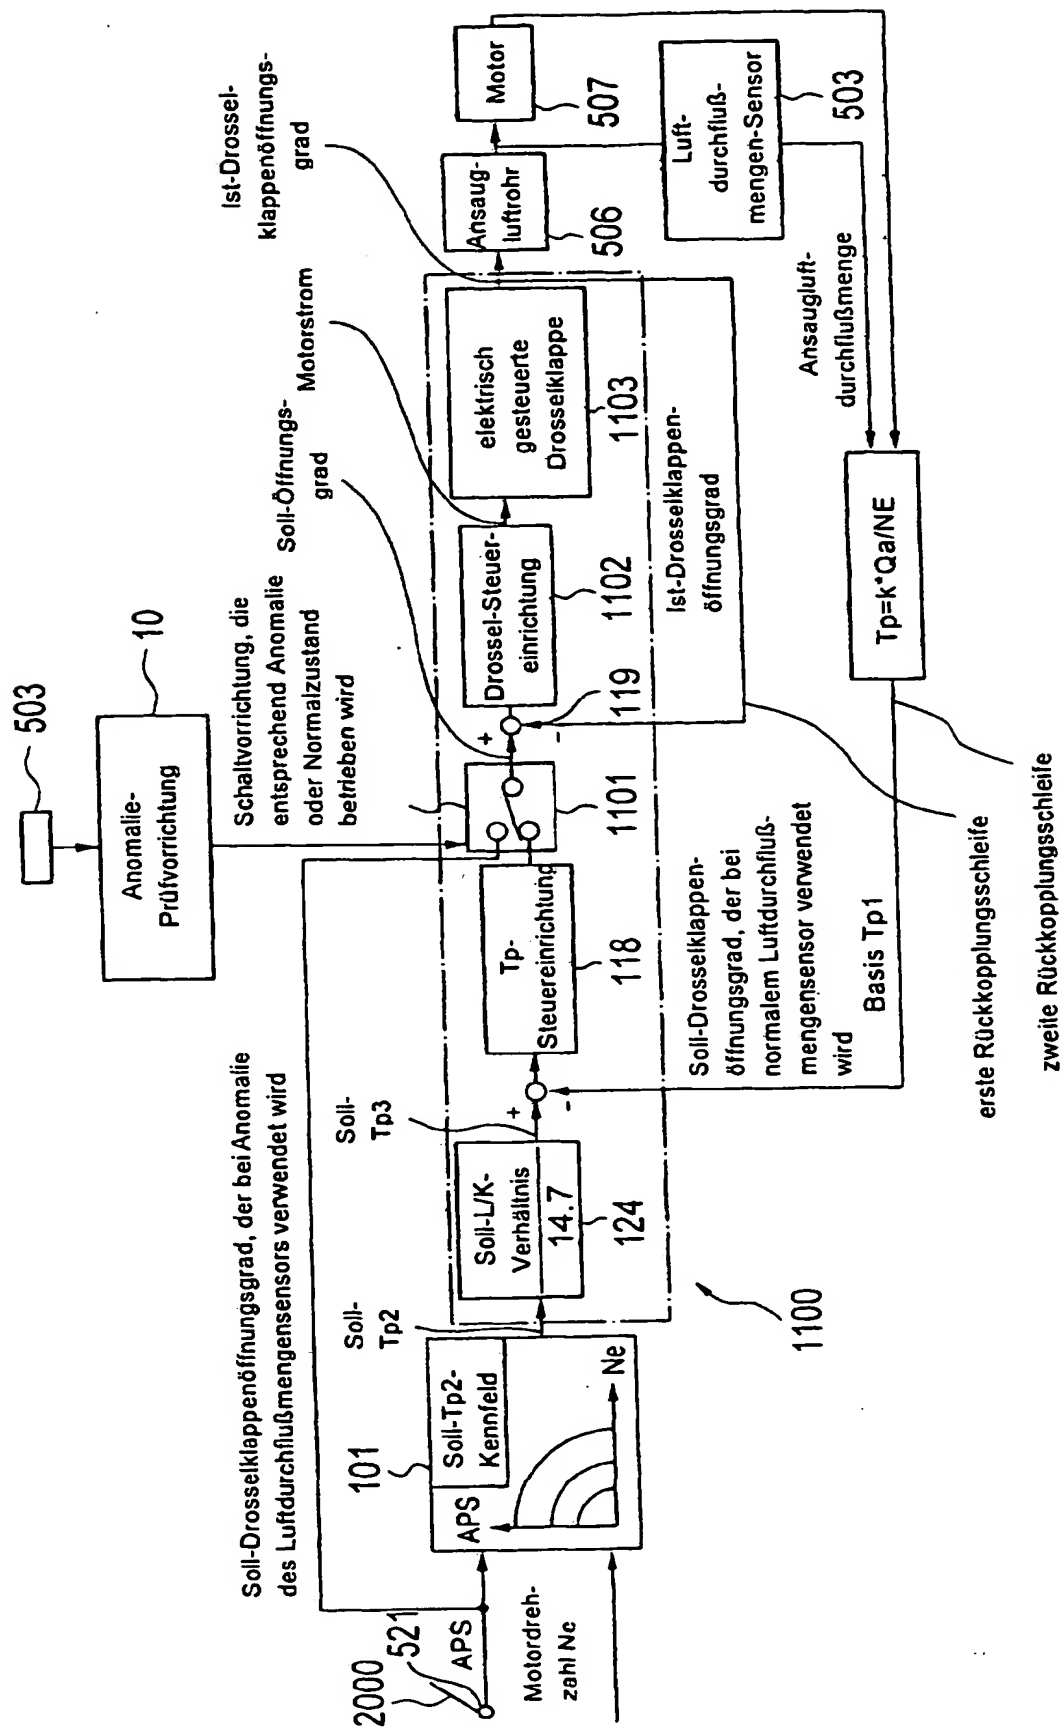 503
10
Anomalie-
Prüfvorrichtung
Schaltvorrichtung, die
entsprechend Anomalie
oder Normalzustand
betrieben wird
Soll-Öffnungs-
grad
Motorstrom
Ist-Drossel-
klappenöffnungs-
grad
Soll-Drosselklappenöffnungsgrad, der bei Anomalie
des Luftdurchflußmengensensors verwendet wird
2000
521
APS
Motordreh-
zahl Ne
101
APS
Soll-Tp2-
Kennfeld
Ne
Soll-
Tp2
Soll-L/K-
Verhältnis
14.7
124
Soll-
Tp3
+
-
Tp-
Steuereinrichtung
118
1101
+
-
119
Drossel-Steuer-
einrichtung
1102
elektrisch
gesteuerte
Drosselklappe
1103
Ansaug-
luftrohr
506
Motor
507
Luft-
durchfluß-
mengen-Sensor
503
Ist-Drosselklappen-
öffnungsgrad
Ansaugluft-
durchflußmenge
Soll-Drosselklappen-
öffnungsgrad, der bei
normalem Luftdurchfluß-
mengensensor verwendet
wird
Basis Tp1
Tp=k*Qa/NE
1100
erste Rückkopplungsschleife
zweite Rückkopplungsschleife